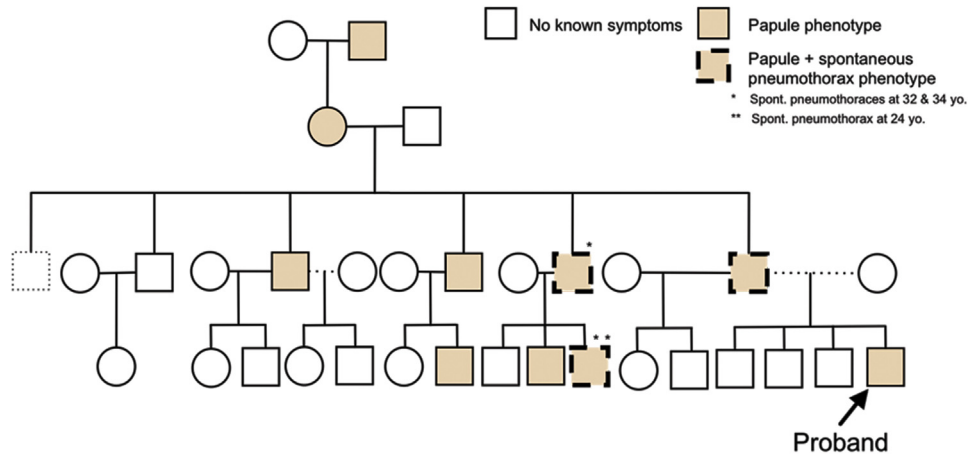 No known symptoms
Papule phenotype
Papule + spontaneous
pneumothorax phenotype
* Spont. pneumothoraces at 32 & 34 yo.
** Spont. pneumothorax at 24 yo.
*
* *
Proband